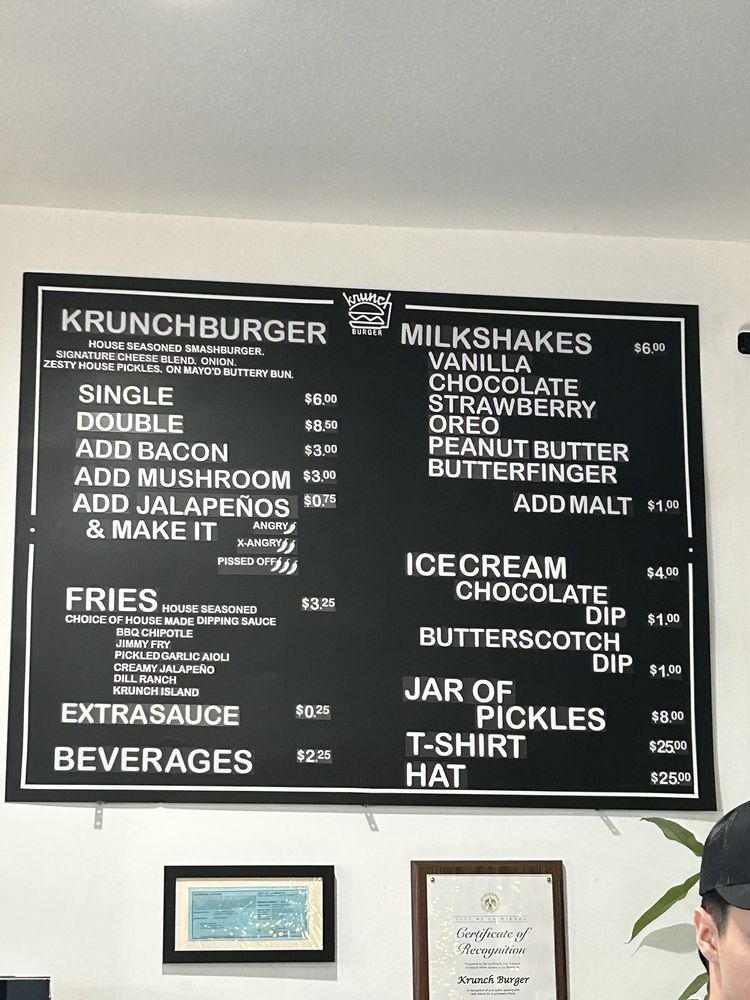 krunch
BURGER
KRUNCHBURGER
HOUSE SEASONED SMASHBURGER.
SIGNATURE CHEESE BLEND. ONION.
ZESTY HOUSE PICKLES. ON MAYO'D BUTTERY BUN.
SINGLE $6.00
DOUBLE $8.50
ADD BACON $3.00
ADD MUSHROOM $3.00
ADD JALAPEÑOS $0.75
& MAKE IT ANGRY
X-ANGRY
PISSED OFF
FRIES HOUSE SEASONED $3.25
CHOICE OF HOUSE MADE DIPPING SAUCE
BBQ CHIPOTLE
JIMMY FRY
PICKLED GARLIC AIOLI
CREAMY JALAPEÑO
DILL RANCH
KRUNCH ISLAND
EXTRA SAUCE $0.25
BEVERAGES $2.25
MILKSHAKES $6.00
VANILLA
CHOCOLATE
STRAWBERRY
OREO
PEANUT BUTTER
BUTTERFINGER
ADD MALT $1.00
ICE CREAM $4.00
CHOCOLATE
DIP $1.00
BUTTERSCOTCH
DIP $1.00
JAR OF
PICKLES $8.00
T-SHIRT $25.00
HAT $25.00
Certificate of
Recognition
Krunch Burger